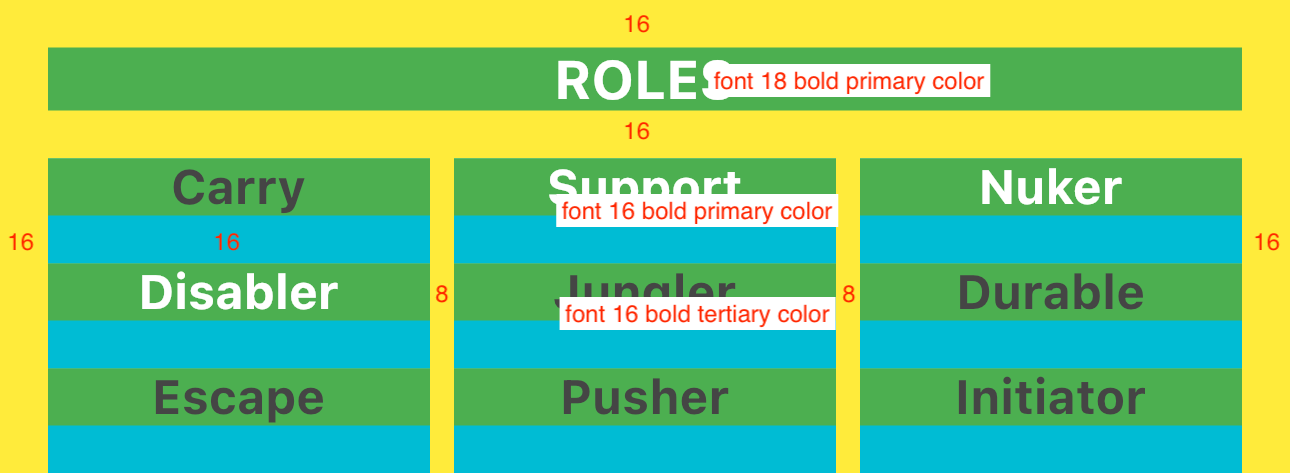 16
ROLES
font 18 bold primary color
16
Carry Support Nuker
font 16 bold primary color
16 16 16
Disabler 8 Jungler 8 Durable
font 16 bold tertiary color
Escape Pusher Initiator